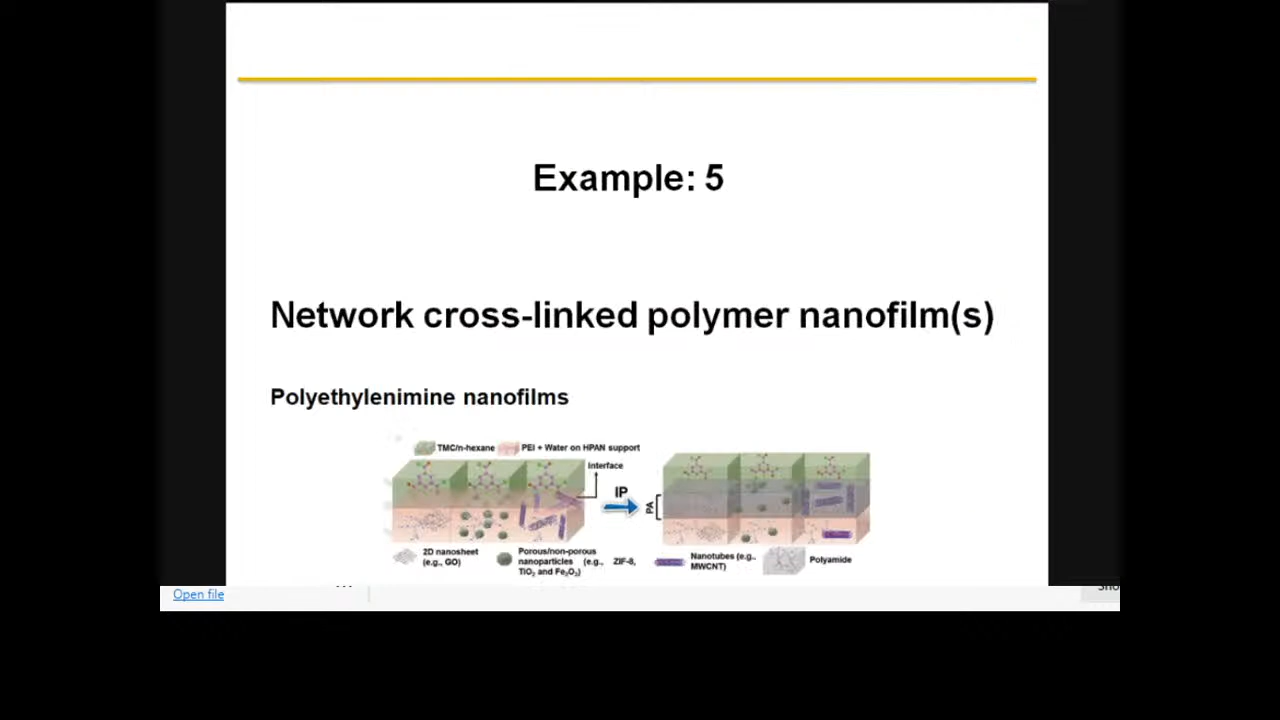 Example: 5
Network cross-linked polymer nanofilm(s)
Polyethylenimine nanofilms
TMC/n-hexane
PEI + Water on HPAN support
Interface
IP
PA
2D nanosheet
(e.g., GO)
Porous/non-porous
nanoparticles (e.g., ZIF-8,
TiO₂ and Fe₃O₂)
Nanotubes (e.g.,
MWCNT)
Polyamide
Open file